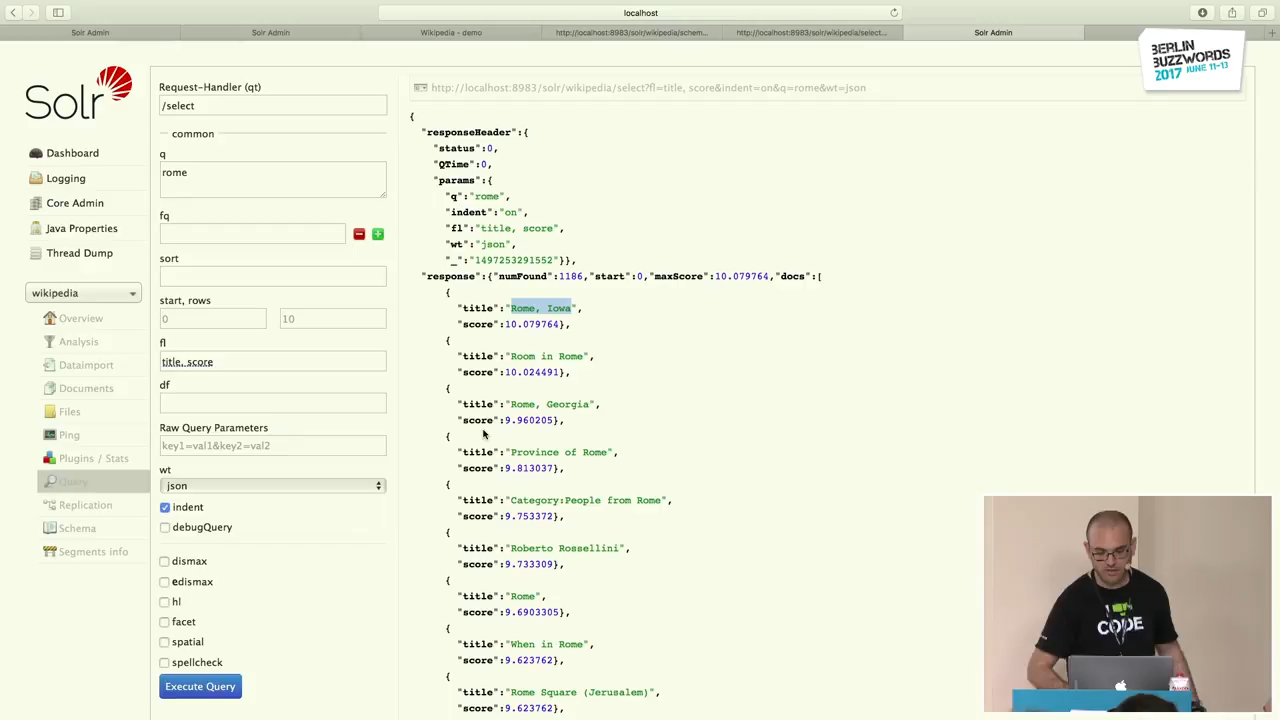 localhost
Solr Admin
Solr Admin
Wikipedia - demo
http://localhost:8983/solr/wikipedia/schem...
http://localhost:8983/solr/wikipedia/select...
Solr Admin
BERLIN
BUZZWORDS
2017 JUNE 11-13
Solr
Dashboard
Logging
Core Admin
Java Properties
Thread Dump
wikipedia
Overview
Analysis
Dataimport
Documents
Files
Ping
Plugins / Stats
Query
Replication
Schema
Segments info
Request-Handler (qt)
/select
common
q
rome
fq
sort
start, rows
0
10
fl
title, score
df
Raw Query Parameters
key1=val1&key2=val2
wt
json
indent
debugQuery
dismax
edismax
hl
facet
spatial
spellcheck
Execute Query
http://localhost:8983/solr/wikipedia/select?fl=title, score&indent=on&q=rome&wt=json
{
"responseHeader":{
"status":0,
"QTime":0,
"params":{
"q":"rome",
"indent":"on",
"fl":"title, score",
"wt":"json",
"_":"1497253291552"}},
"response":{"numFound":1186,"start":0,"maxScore":10.079764,"docs":[
{
"title":"Rome, Iowa",
"score":10.079764},
{
"title":"Room in Rome",
"score":10.024491},
{
"title":"Rome, Georgia",
"score":9.960205},
{
"title":"Province of Rome",
"score":9.813037},
{
"title":"Category:People from Rome",
"score":9.753372},
{
"title":"Roberto Rossellini",
"score":9.733309},
{
"title":"Rome",
"score":9.6903305},
{
"title":"When in Rome",
"score":9.623762},
{
"title":"Rome Square (Jerusalem)",
"score":9.623762},
CODE